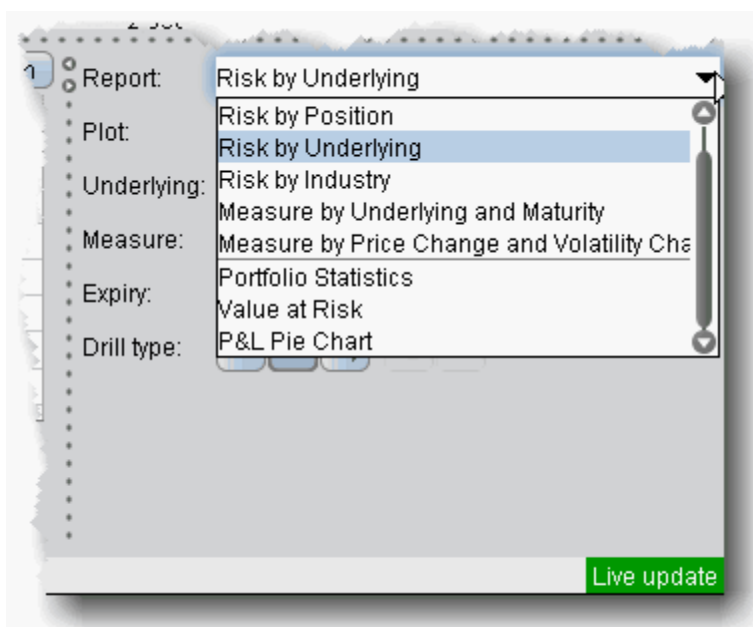 Report:
Risk by Underlying
Risk by Position
Plot:
Risk by Underlying
Underlying:
Risk by Industry
Measure by Underlying and Maturity
Measure:
Measure by Price Change and Volatility Cha
Expiry:
Portfolio Statistics
Value at Risk
Drill type:
P&L Pie Chart
Live update